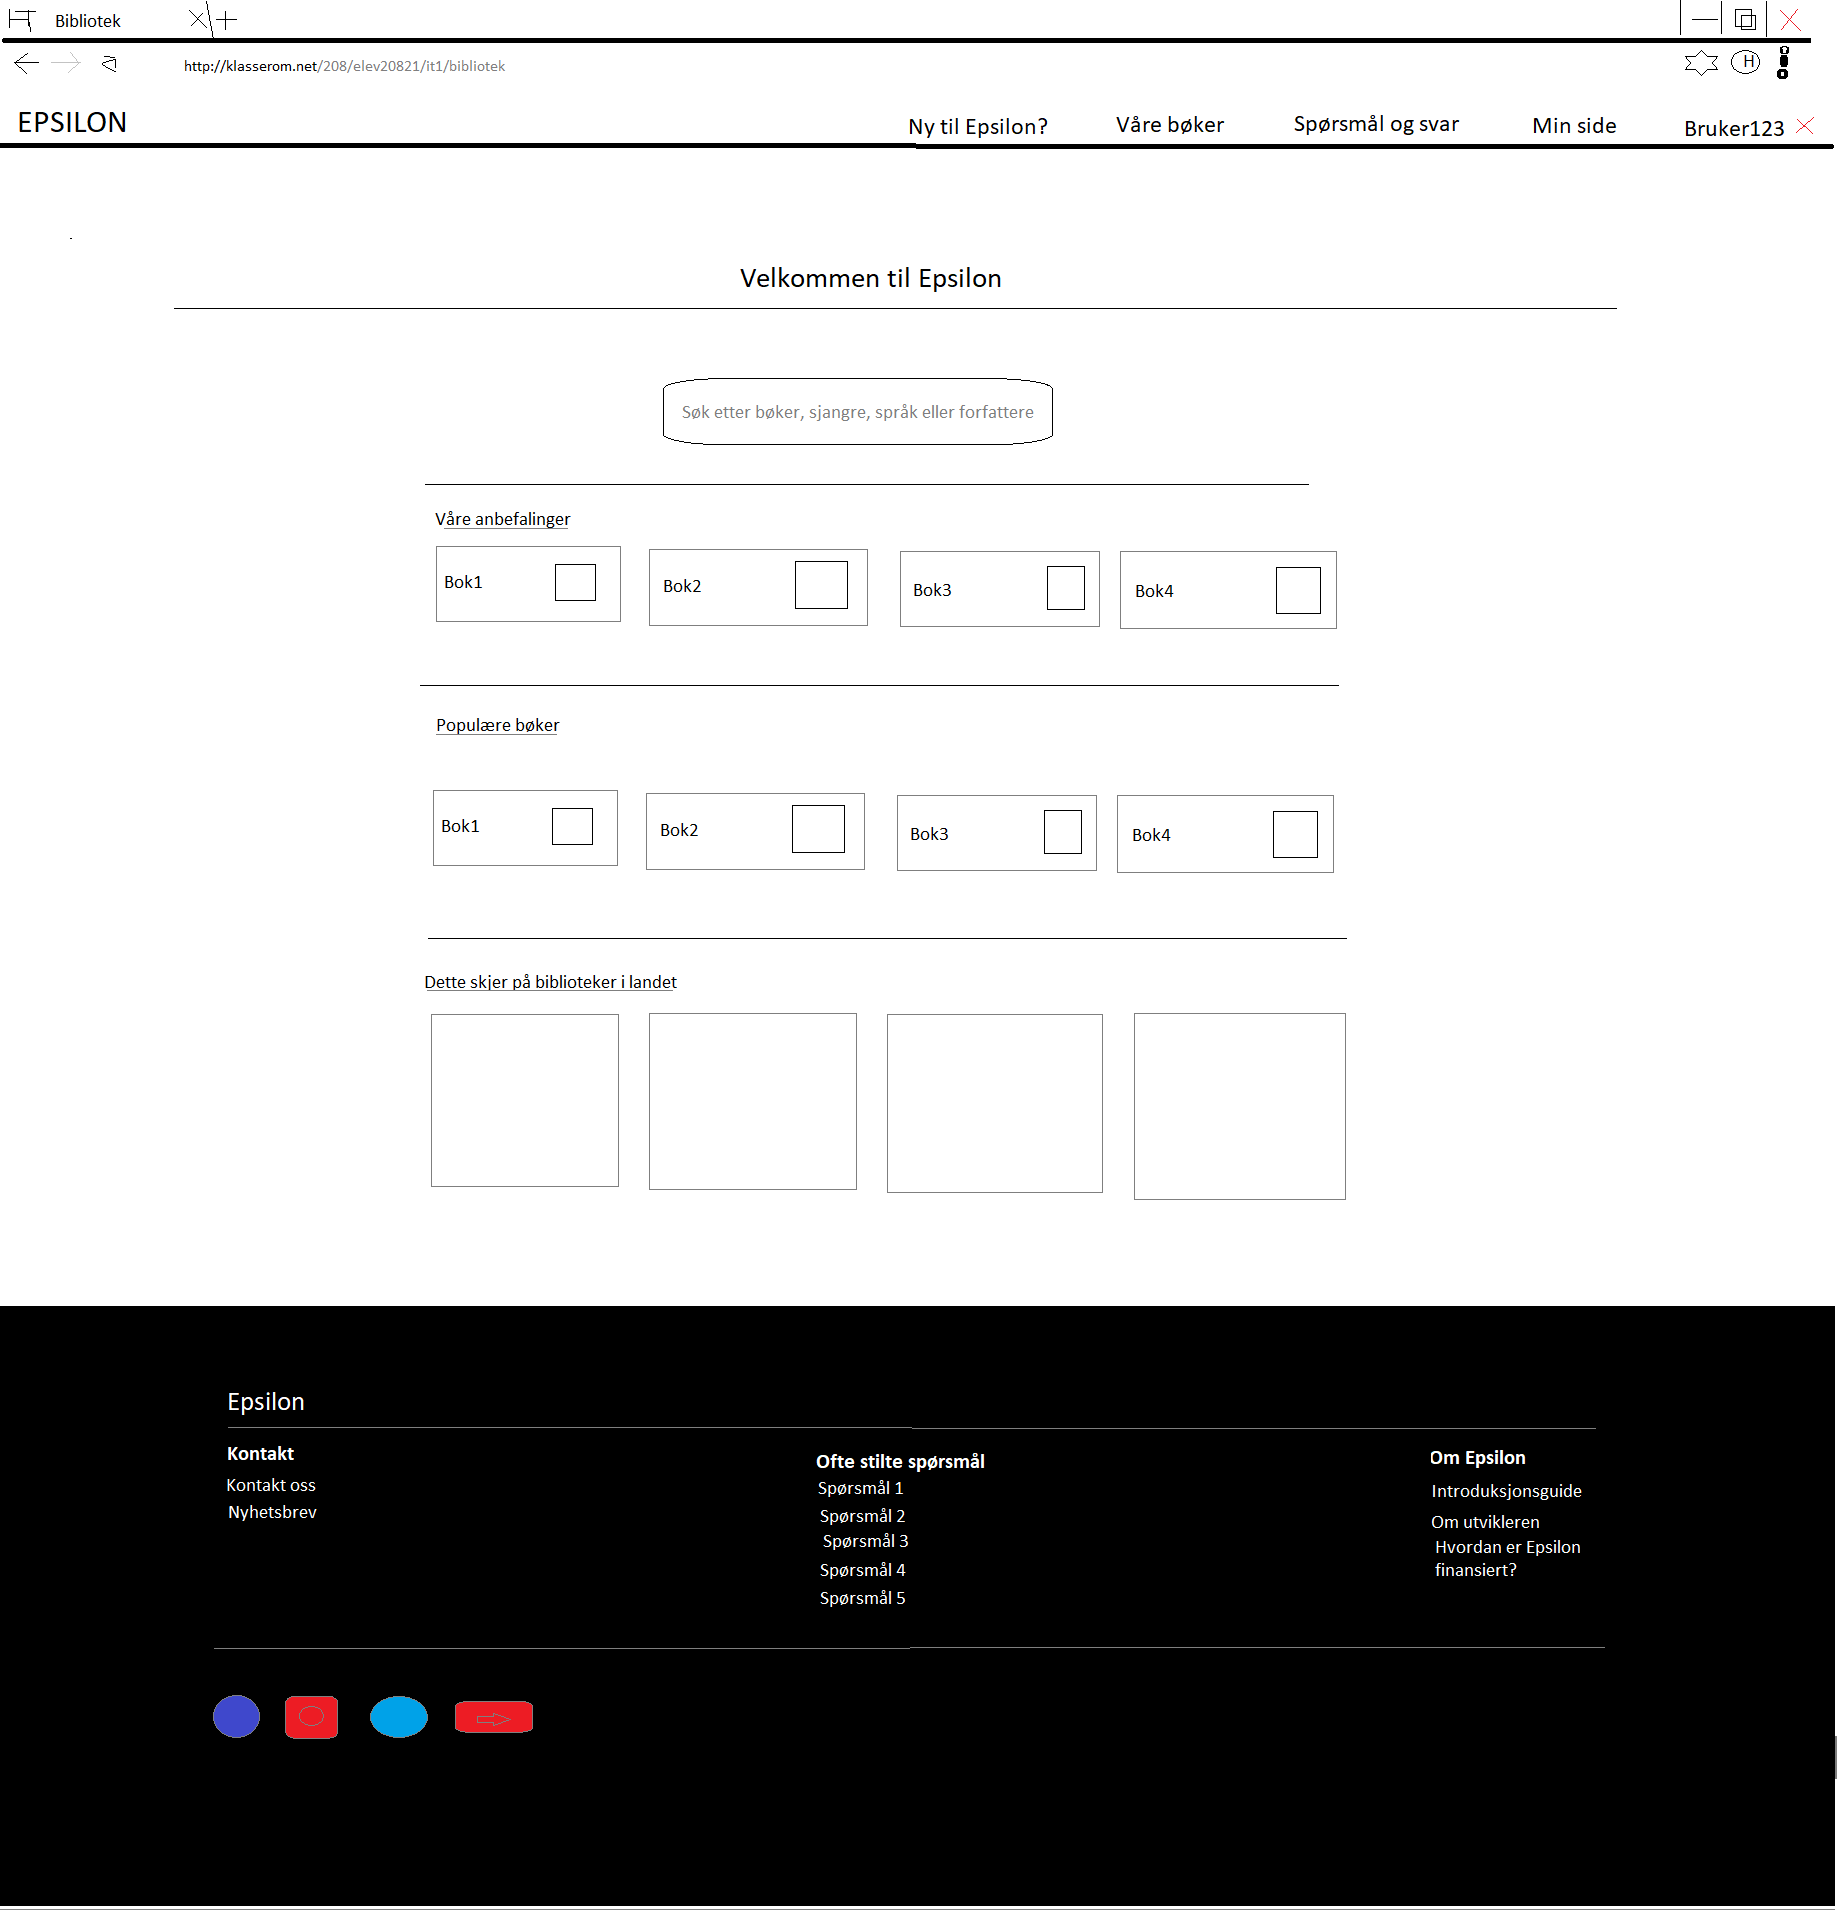 Bibliotek
http://klasserom.net/208/elev20821/it1/bibliotek
H
EPSILON
Ny til Epsilon?
Våre bøker
Spørsmål og svar
Min side
Bruker123
Velkommen til Epsilon
Søk etter bøker, sjangre, språk eller forfattere
Våre anbefalinger
Bok1
Bok2
Bok3
Bok4
Populære bøker
Bok1
Bok2
Bok3
Bok4
Dette skjer på biblioteker i landet
Epsilon
Kontakt
Kontakt oss
Nyhetsbrev
Ofte stilte spørsmål
Spørsmål 1
Spørsmål 2
Spørsmål 3
Spørsmål 4
Spørsmål 5
Om Epsilon
Introduksjonsguide
Om utvikleren
Hvordan er Epsilon
finansiert?